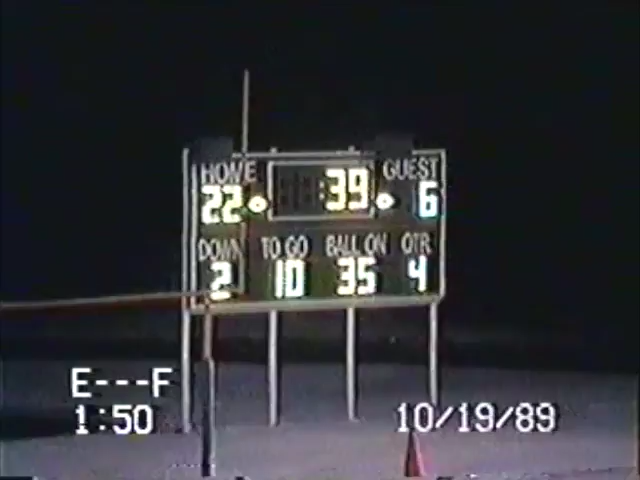 HOME GUEST
22 :39 6
DOWN TO GO BALL ON QTR
2 10 35 4
E---F
1:50 10/19/89